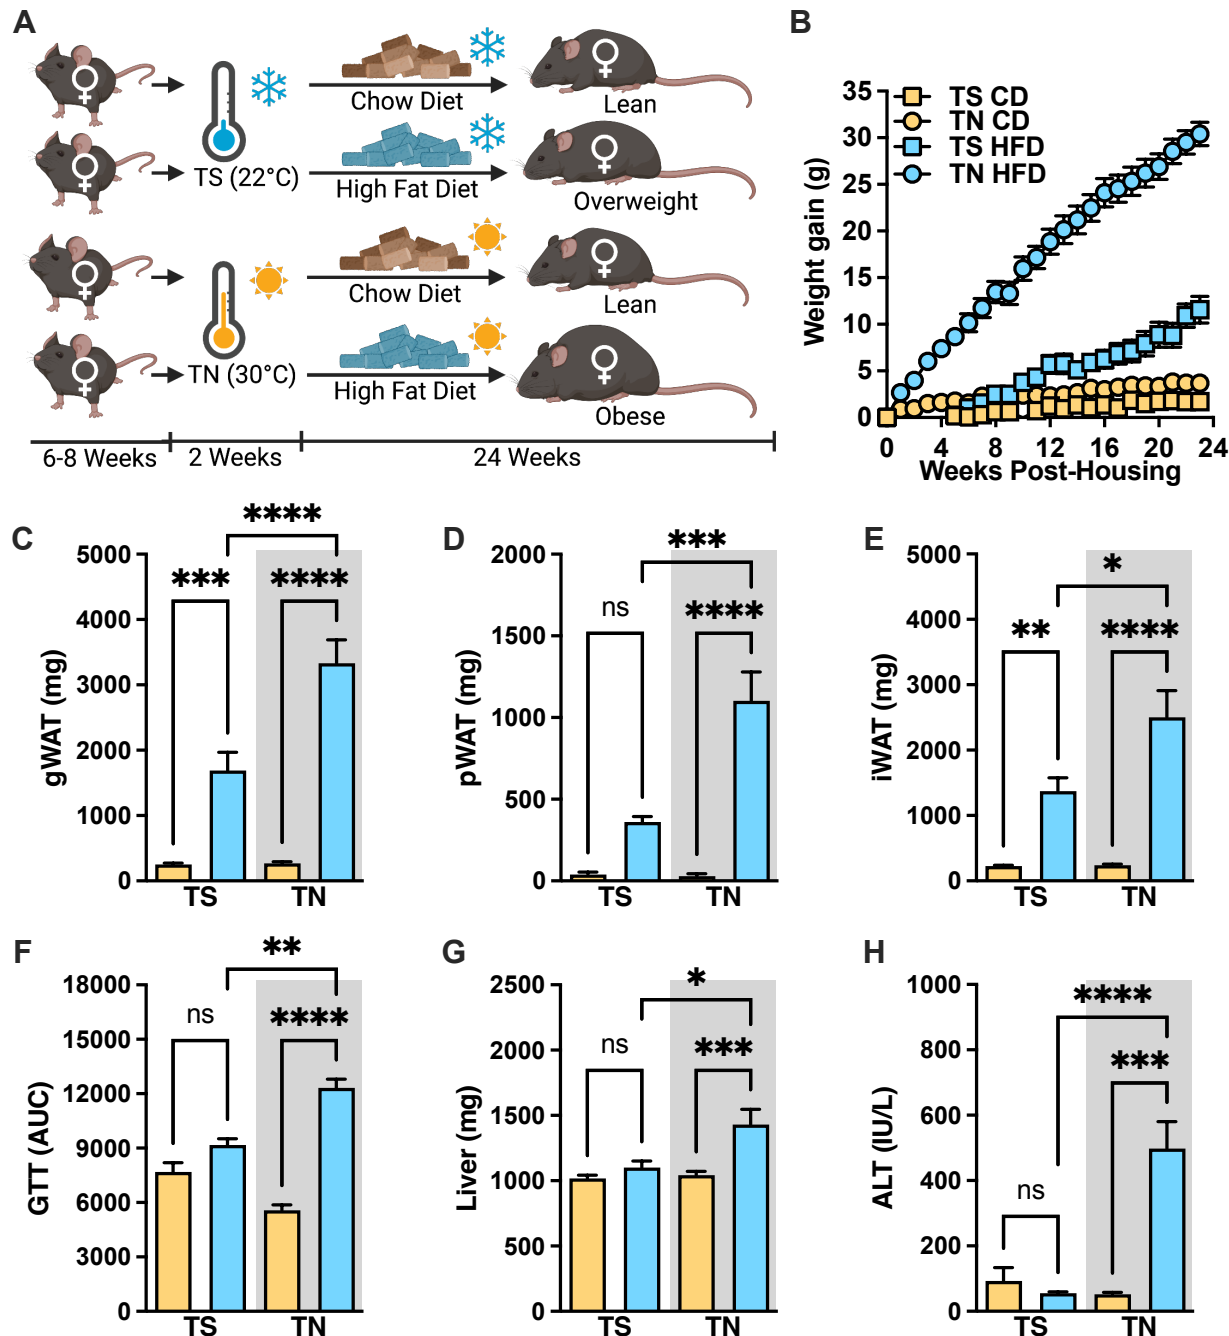 A
Chow Diet
Lean
TS (22°C)
High Fat Diet
Overweight
Chow Diet
Lean
TN (30°C)
High Fat Diet
Obese
6-8 Weeks
2 Weeks
24 Weeks
B
TS CD
TN CD
TS HFD
TN HFD
Weight gain (g)
35
30
25
20
15
10
5
0
0 4 8 12 16 20 24
Weeks Post-Housing
C
****
*** ****
gWAT (mg)
5000
4000
3000
2000
1000
0
TS TN
D
***
ns ****
pWAT (mg)
2000
1500
1000
500
0
TS TN
E
*
** ****
iWAT (mg)
5000
4000
3000
2000
1000
0
TS TN
F
**
ns ****
GTT (AUC)
18000
15000
12000
9000
6000
3000
0
TS TN
G
*
ns ***
Liver (mg)
2500
2000
1500
1000
500
0
TS TN
H
****
ns ***
ALT (IU/L)
1000
800
600
400
200
0
TS TN